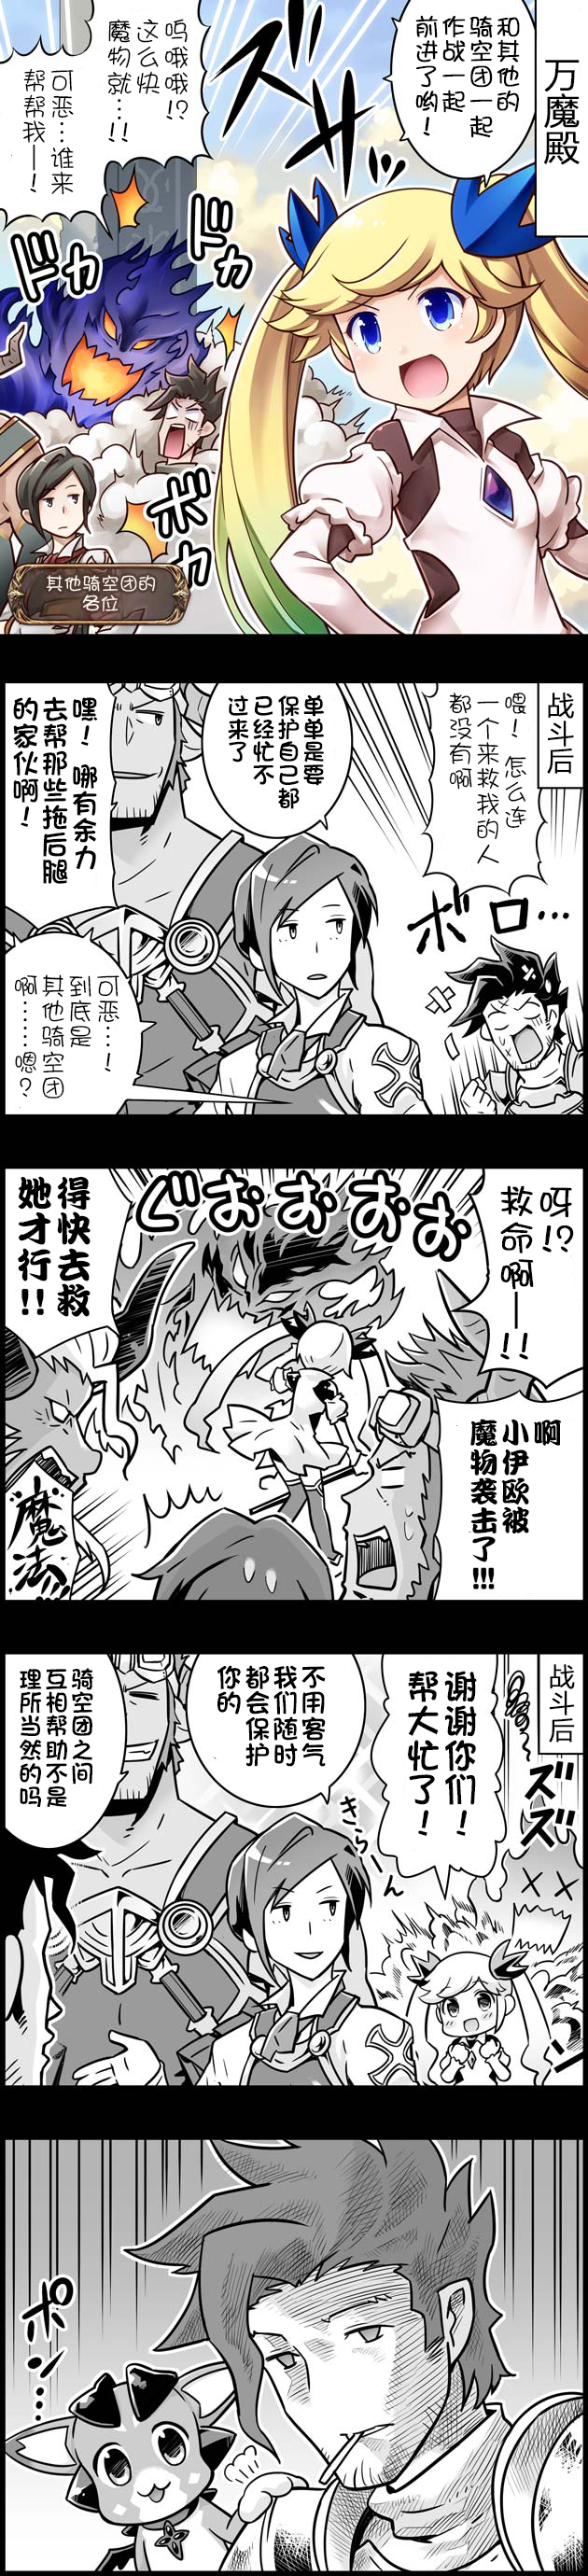 万魔殿
和其他的
骑空团一起
作战一起
前进了哟！
ズズッ
呜哦哦!?
这么快
魔物就…!!
可恶…谁来
帮帮我—！
ドカ
ドカ
ボカ
其他骑空团的
各位
战斗后
喂！怎么连
一个来救我的人
都没有啊
单单是要
保护自己都
已经忙不
过来了
嘿！哪有余力
去帮那些拖后腿
的家伙啊！
ボロ…
可恶…！
到底是
其他骑空团
啊……嗯？
呀!?
救命啊—!!
ぐおおおお
得快去救
她才行!!
啊
小伊欧被
魔物袭击了!!!
魔法!!!
战斗后
谢谢你们！
帮大忙了！
不用客气
我们随时
都会保护
你的
骑空团之间
互相帮助不是
理所当然的吗
ズズ
きらーん
ポン…